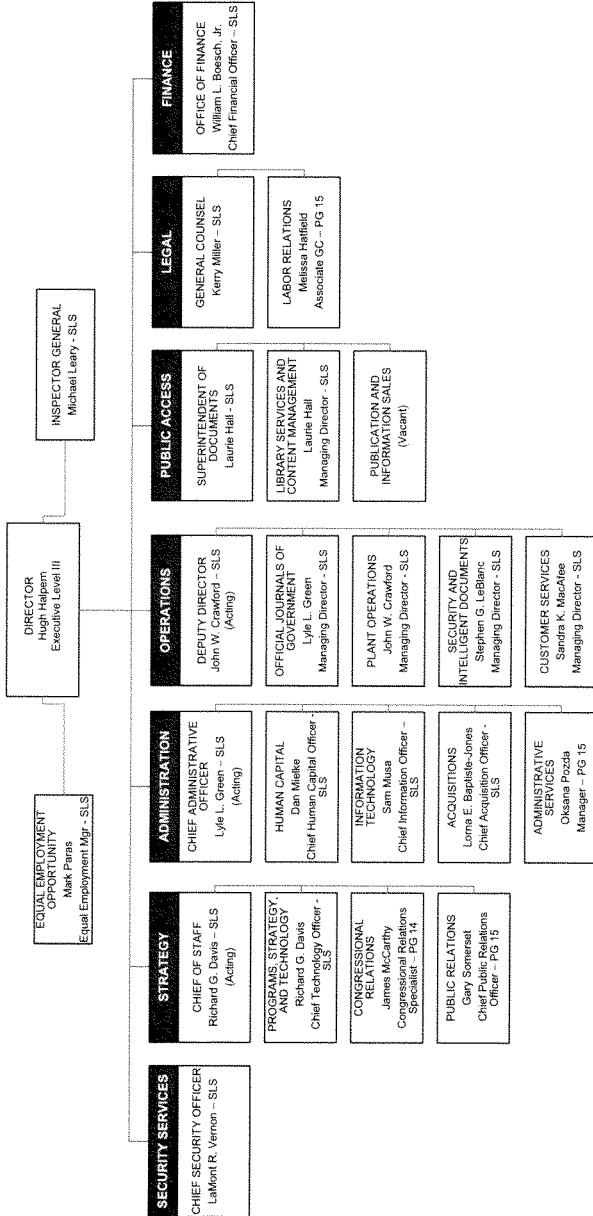 DIRECTOR
Hugh Halpern
Executive Level III
EQUAL EMPLOYMENT
OPPORTUNITY
Mark Paras
Equal Employment Mgr - SLS
INSPECTOR GENERAL
Michael Leary - SLS
SECURITY SERVICES
CHIEF SECURITY OFFICER
LaMont R. Vernon – SLS
STRATEGY
CHIEF OF STAFF
Richard G. Davis – SLS
(Acting)
PROGRAMS, STRATEGY,
AND TECHNOLOGY
Richard G. Davis
Chief Technology Officer -
SLS
CONGRESSIONAL
RELATIONS
James McCarthy
Congressional Relations
Specialist – PG 14
PUBLIC RELATIONS
Gary Somerset
Chief Public Relations
Officer – PG 15
ADMINISTRATION
CHIEF ADMINISTRATIVE
OFFICER
Lyle L. Green – SLS
(Acting)
HUMAN CAPITAL
Dan Mielke
Chief Human Capital Officer -
SLS
INFORMATION
TECHNOLOGY
Sam Musa
Chief Information Officer –
SLS
ACQUISITIONS
Lorna E. Baptiste-Jones
Chief Acquisition Officer -
SLS
ADMINISTRATIVE
SERVICES
Oksana Pozda
Manager – PG 15
OPERATIONS
DEPUTY DIRECTOR
John W. Crawford – SLS
(Acting)
OFFICIAL JOURNALS OF
GOVERNMENT
Lyle L. Green
Managing Director - SLS
PLANT OPERATIONS
John W. Crawford
Managing Director - SLS
SECURITY AND
INTELLIGENT DOCUMENTS
Stephen G. LeBlanc
Managing Director - SLS
CUSTOMER SERVICES
Sandra K. MacAfee
Managing Director - SLS
PUBLIC ACCESS
SUPERINTENDENT OF
DOCUMENTS
Laurie Hall - SLS
LIBRARY SERVICES AND
CONTENT MANAGEMENT
Laurie Hall
Managing Director - SLS
PUBLICATION AND
INFORMATION SALES
(Vacant)
LEGAL
GENERAL COUNSEL
Kerry Miller – SLS
LABOR RELATIONS
Melissa Hatfield
Associate GC – PG 15
FINANCE
OFFICE OF FINANCE
William L. Boesch, Jr.
Chief Financial Officer – SLS